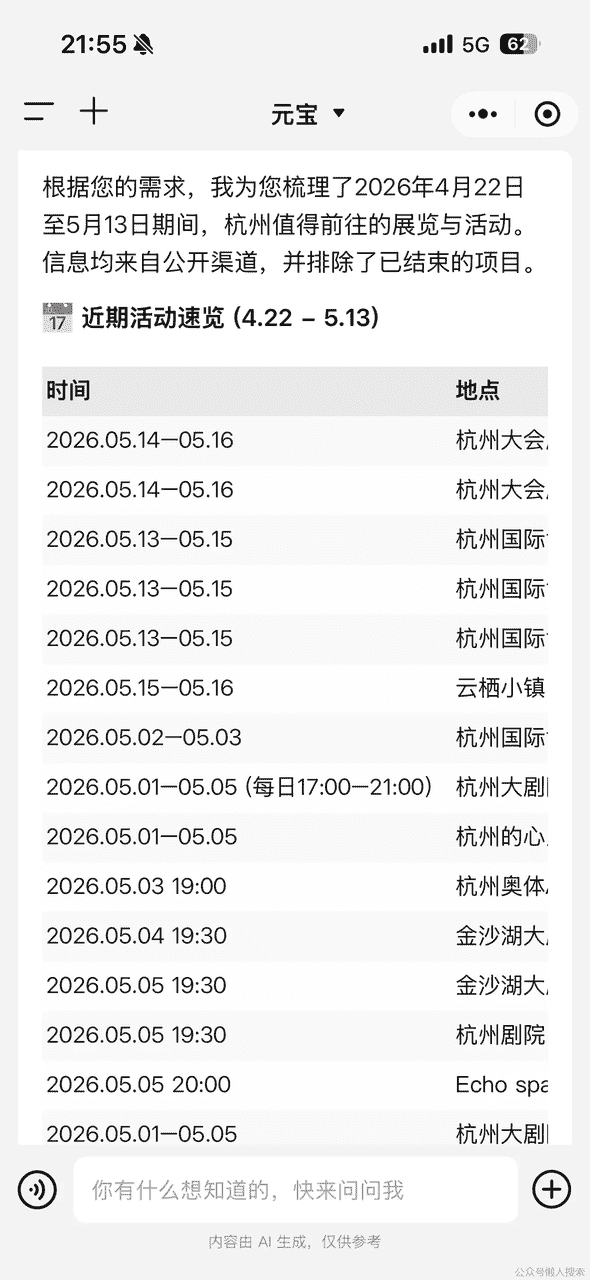 21:55 5G 62
元宝
根据您的需求，我为您梳理了2026年4月22日
至5月13日期间，杭州值得前往的展览与活动。
信息均来自公开渠道，并排除了已结束的项目。
17 近期活动速览 (4.22 – 5.13)
时间 地点
2026.05.14—05.16 杭州大会
2026.05.14—05.16 杭州大会
2026.05.13—05.15 杭州国际
2026.05.13—05.15 杭州国际
2026.05.13—05.15 杭州国际
2026.05.15—05.16 云栖小镇
2026.05.02—05.03 杭州国际
2026.05.01—05.05 (每日17:00—21:00) 杭州大剧
2026.05.01—05.05 杭州的心
2026.05.03 19:00 杭州奥体
2026.05.04 19:30 金沙湖大
2026.05.05 19:30 金沙湖大
2026.05.05 19:30 杭州剧院
2026.05.05 20:00 Echo spa
2026.05.01—05.05 杭州大剧
你有什么想知道的，快来问问我
内容由 AI 生成，仅供参考
公众号懒人搜索